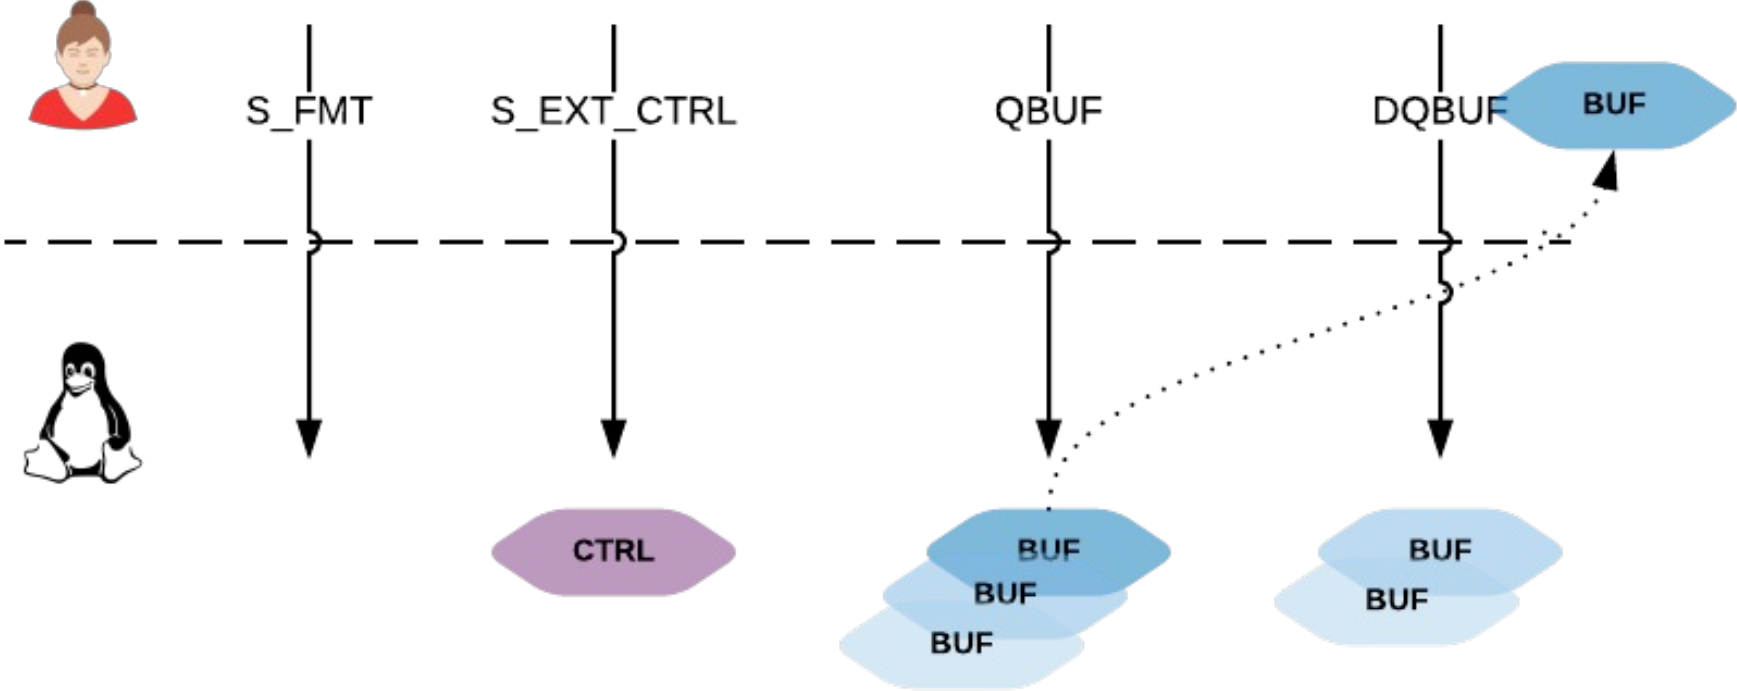 S_FMT
S_EXT_CTRL
QBUF
DQBUF
BUF
CTRL
BUF
BUF
BUF
BUF
BUF